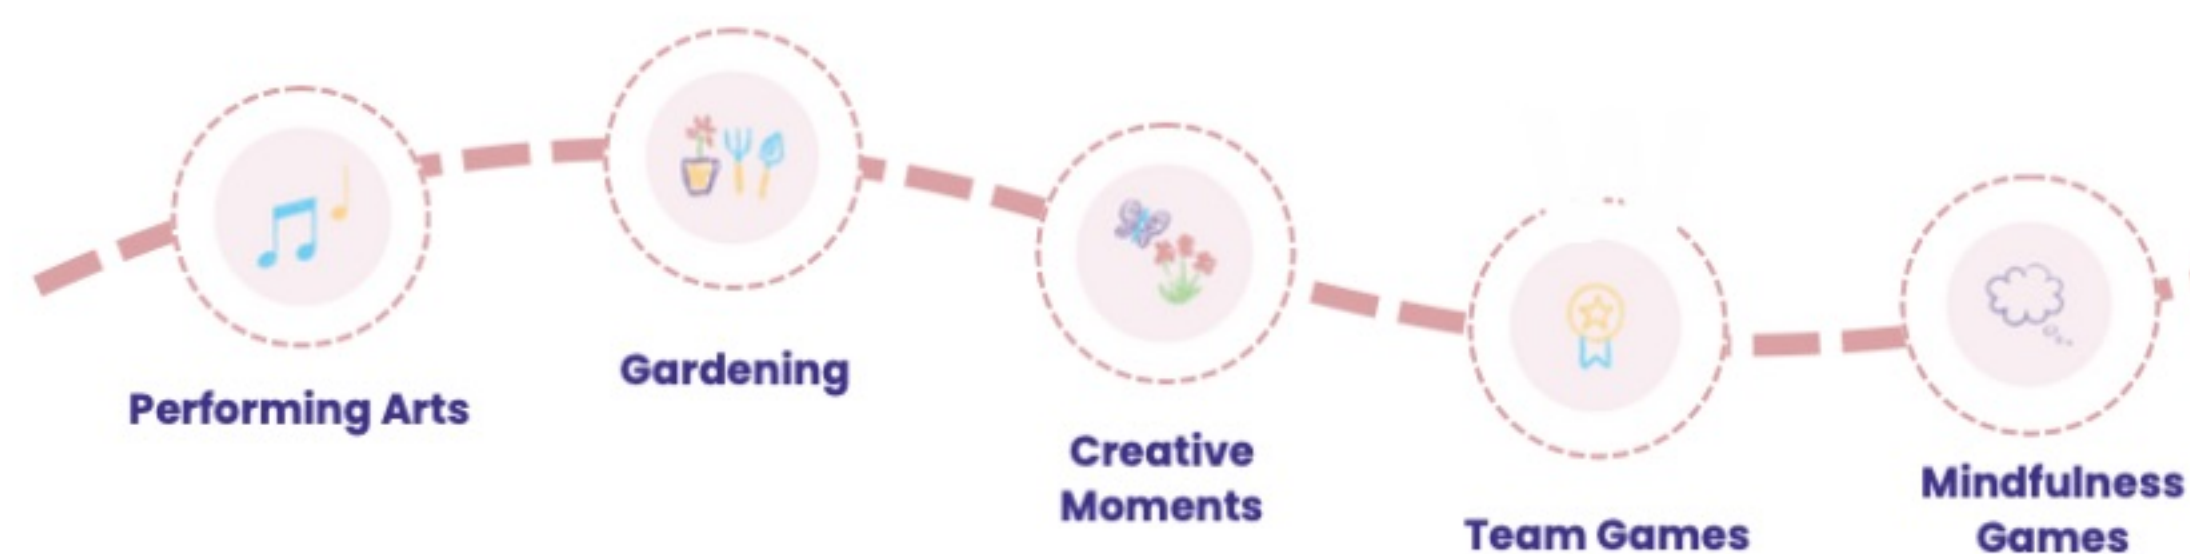 Performing Arts
Gardening
Creative
Moments
Team Games
Mindfulness
Games